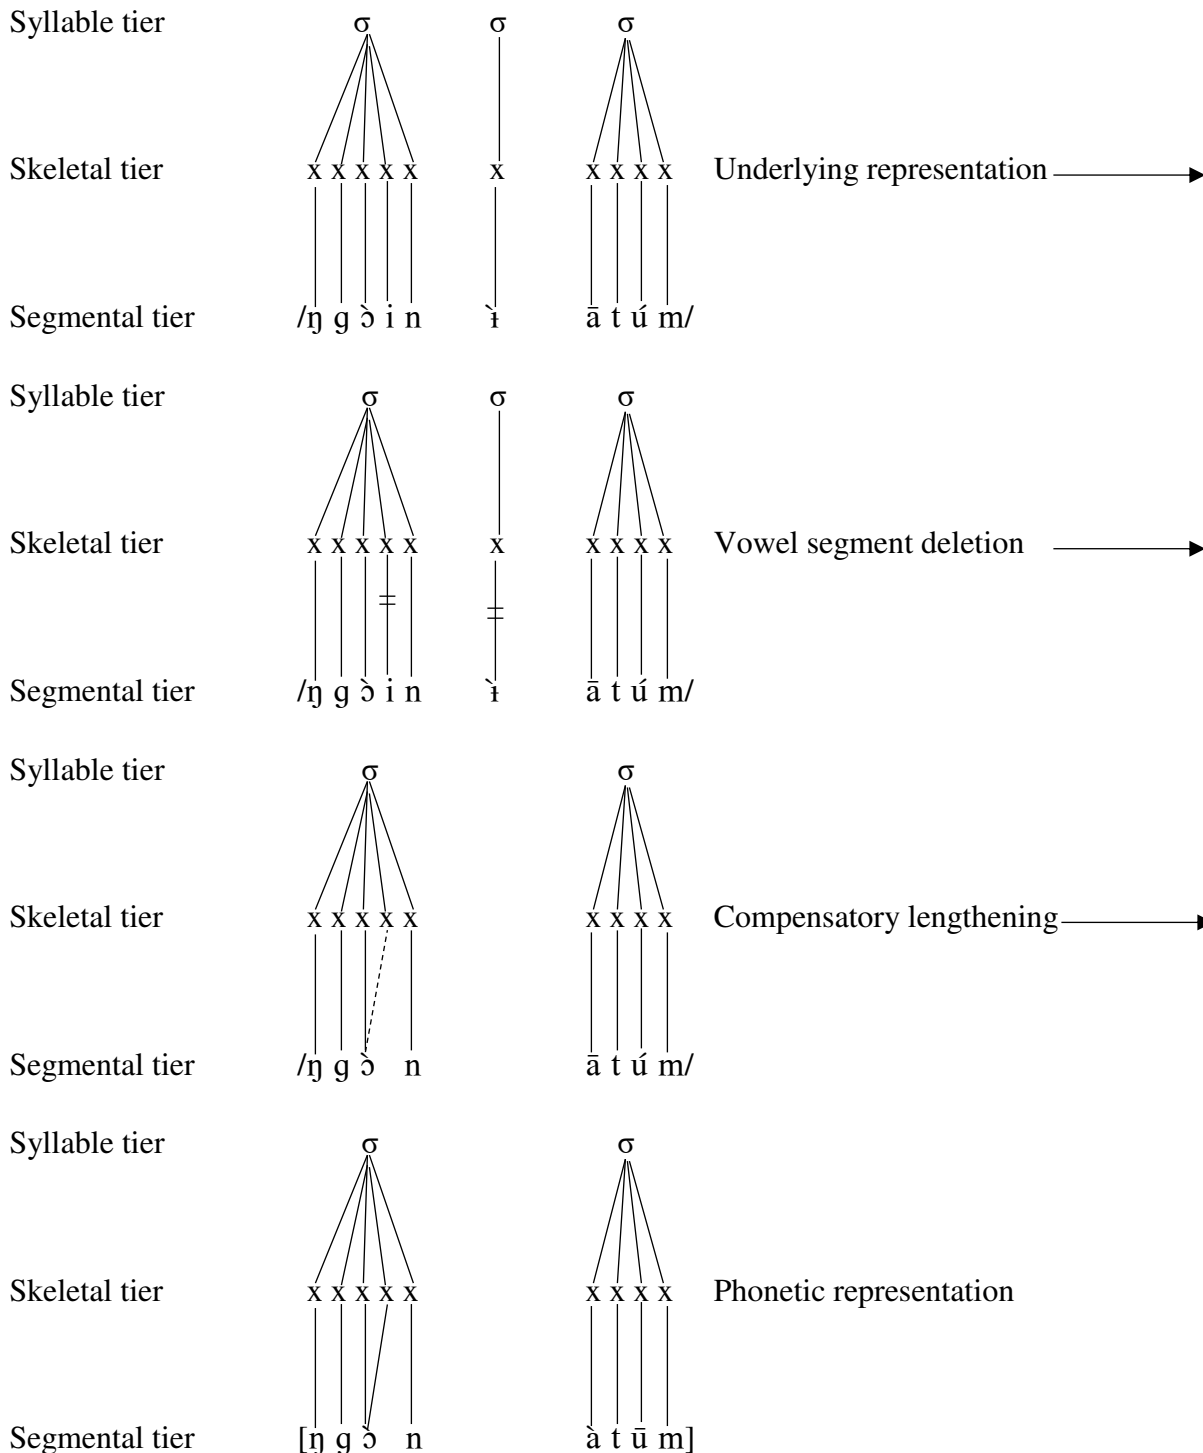 Syllable tier σ σ σ
Skeletal tier x x x x x x x x x x Underlying representation
Segmental tier /ŋ ɡ ɔ̀ i n ɨ̀ ā t ú m/
Syllable tier σ σ σ
Skeletal tier x x x x x x x x x x Vowel segment deletion
Segmental tier /ŋ ɡ ɔ̀ i n ɨ̀ ā t ú m/
Syllable tier σ σ
Skeletal tier x x x x x x x x x Compensatory lengthening
Segmental tier /ŋ ɡ ɔ̀ n ā t ú m/
Syllable tier σ σ
Skeletal tier x x x x x x x x x Phonetic representation
Segmental tier [ŋ ɡ ɔ̀ n à t ū m]